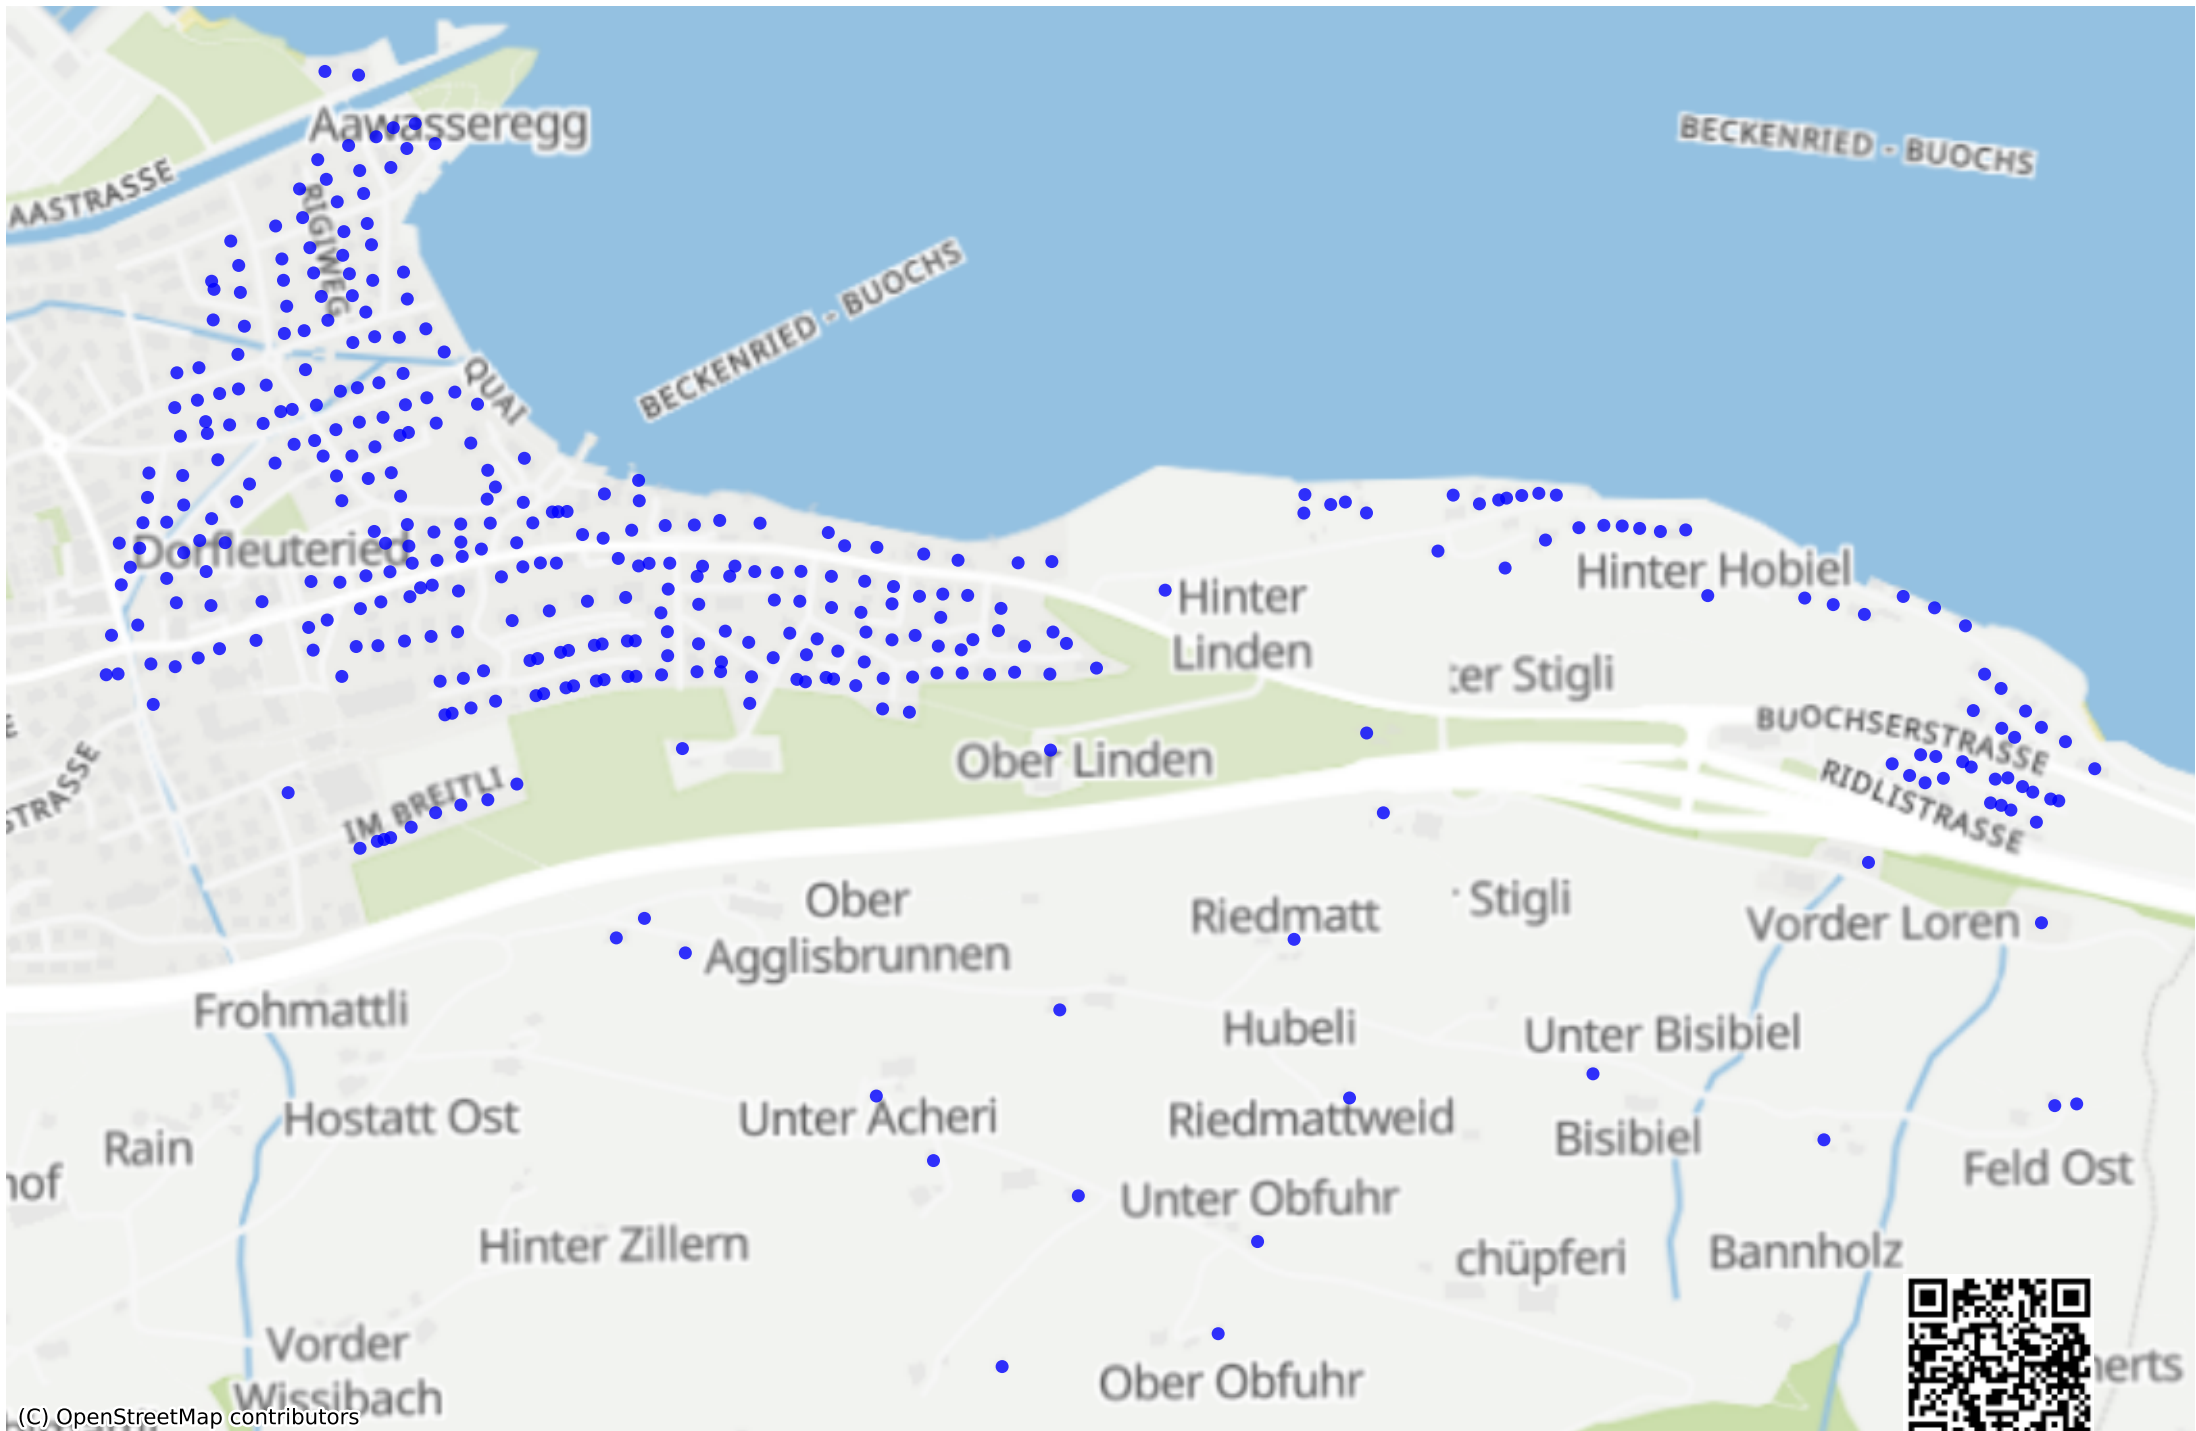 Aawasseregg
BECKENRIED - BUOCHS
AASTRASSE
RIGIWEG
BECKENRIED - BUOCHS
QUAI
Dorfleuteried
Hinter Hobiel
Hinter
Linden
ter Stigli
BUOCHSERSTRASSE
Ober Linden
RIDLISTRASSE
STRASSE
IM BREITLI
Ober
Agglisbrunnen
Riedmatt
r Stigli
Vorder Loren
Frohmattli
Hubeli
Unter Bisibiel
Hostatt Ost
Unter Acheri
Riedmattweid
Rain
Bisibiel
Feld Ost
hof
Unter Obfuhr
Hinter Zillern
chüpferi
Bannholz
Vorder
Wissibach
Ober Obfuhr
herts
(C) OpenStreetMap contributors